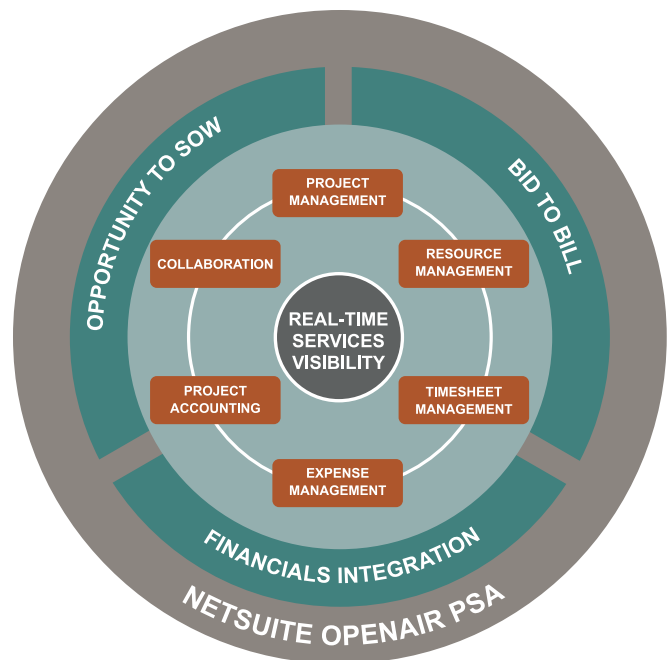 OPPORTUNITY TO SOW
BID TO BILL
PROJECT
MANAGEMENT
COLLABORATION
RESOURCE
MANAGEMENT
REAL-TIME
SERVICES
VISIBILITY
PROJECT
ACCOUNTING
TIMESHEET
MANAGEMENT
EXPENSE
MANAGEMENT
FINANCIALS INTEGRATION
NETSUITE OPENAIR PSA